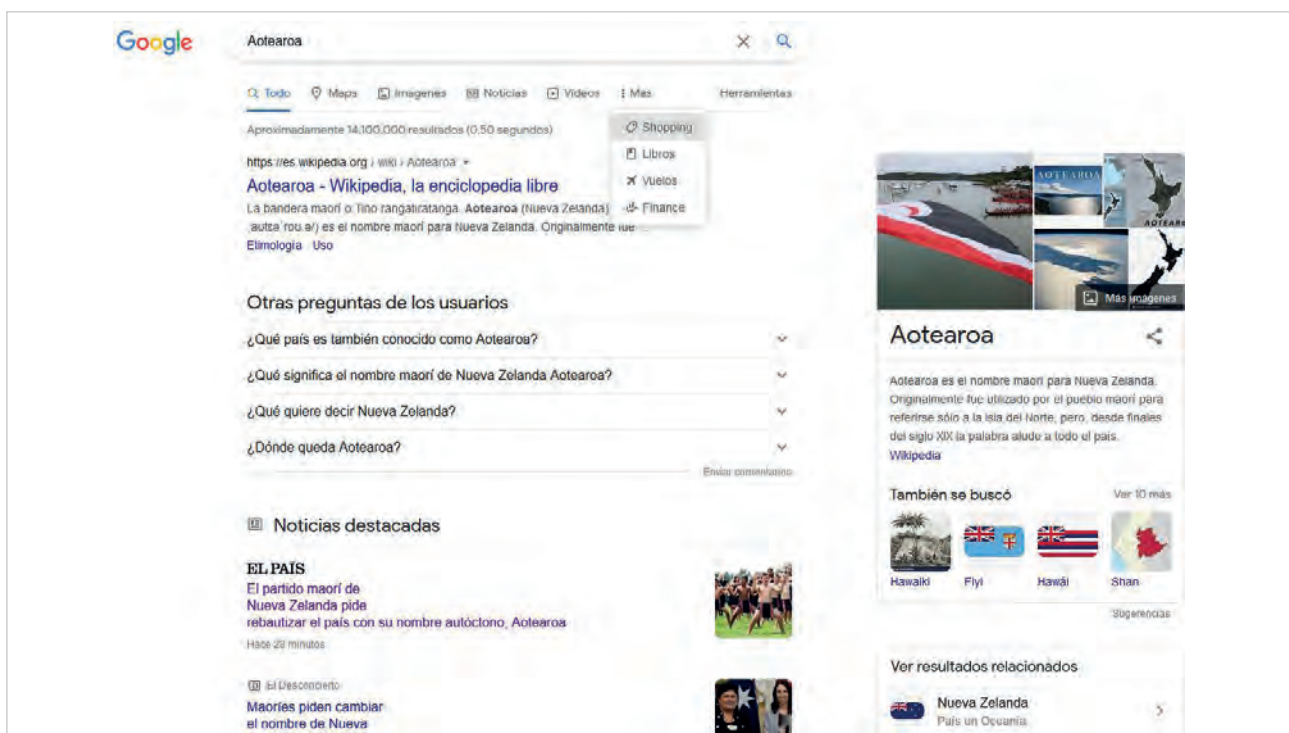 Google
Aotearoa
Todo Maps Imágenes Noticias Videos Más Herramientas
Aproximadamente 14,100,000 resultados (0,50 segundos)
Shopping
Libros
Vuelos
Finance
https://es.wikipedia.org › wiki › Aotearoa
Aotearoa - Wikipedia, la enciclopedia libre
La bandera maorí o Tino rangatiratanga. Aotearoa (Nueva Zelanda)
es el nombre maorí para Nueva Zelanda. Originalmente fue
Etimología Uso
Otras preguntas de los usuarios
¿Qué país es también conocido como Aotearoa?
¿Qué significa el nombre maorí de Nueva Zelanda Aotearoa?
¿Qué quiere decir Nueva Zelanda?
¿Dónde queda Aotearoa?
Enviar comentarios
Noticias destacadas
EL PAÍS
El partido maorí de
Nueva Zelanda pide
rebautizar el país con su nombre autóctono, Aotearoa
Hace 23 minutos
El Desconcierto
Maoríes piden cambiar
el nombre de Nueva
AOTEAROA
AOTEAR
Más imágenes
Aotearoa
Aotearoa es el nombre maorí para Nueva Zelanda.
Originalmente fue utilizado por el pueblo maorí para
referirse sólo a la Isla del Norte, pero, desde finales
del siglo XIX la palabra alude a todo el país.
Wikipedia
También se buscó Ver 10 más
Hawaiki Fiyi Hawái Shan
Sugerencias
Ver resultados relacionados
Nueva Zelanda
País un Oceanía